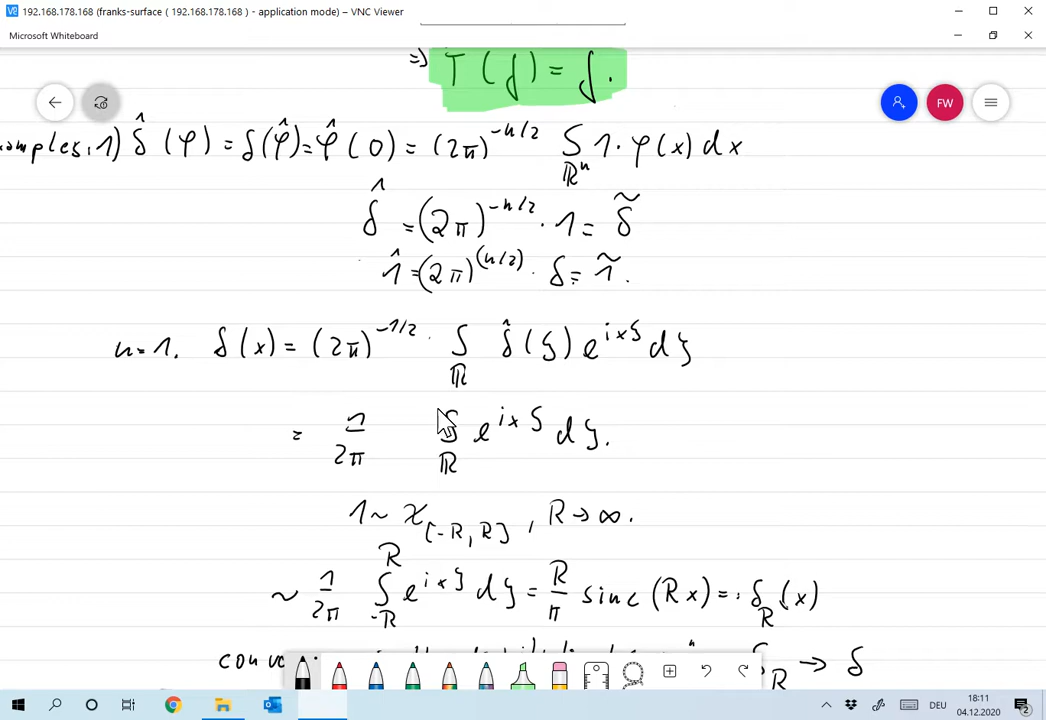 192.168.178.168 (franks-surface ( 192.168.178.168 ) - application mode) – VNC Viewer
Microsoft Whiteboard
⇒ T(f) = f.
omples: 1) δ̂(φ) = δ(φ̂) = φ̂(0) = (2π)^{-n/2} ∫_{ℝ^n} 1·φ(x) dx
δ̂ = (2π)^{-n/2} · 1 = δ̃
1̂ = (2π)^{(n/2)} · δ = 1̃.
n=1. δ(x) = (2π)^{-1/2} · ∫_ℝ δ̂(ξ) e^{ixξ} dξ
= 1/2π ∫_ℝ e^{ixξ} dξ.
1 ~ χ_{[-R,R]}, R → ∞.
~ 1/2π ∫_{-R}^{R} e^{ixξ} dξ = R/π sinc(Rx) =: δ_R(x)
δ_R → δ
FW
DEU
18:11
04.12.2020
2